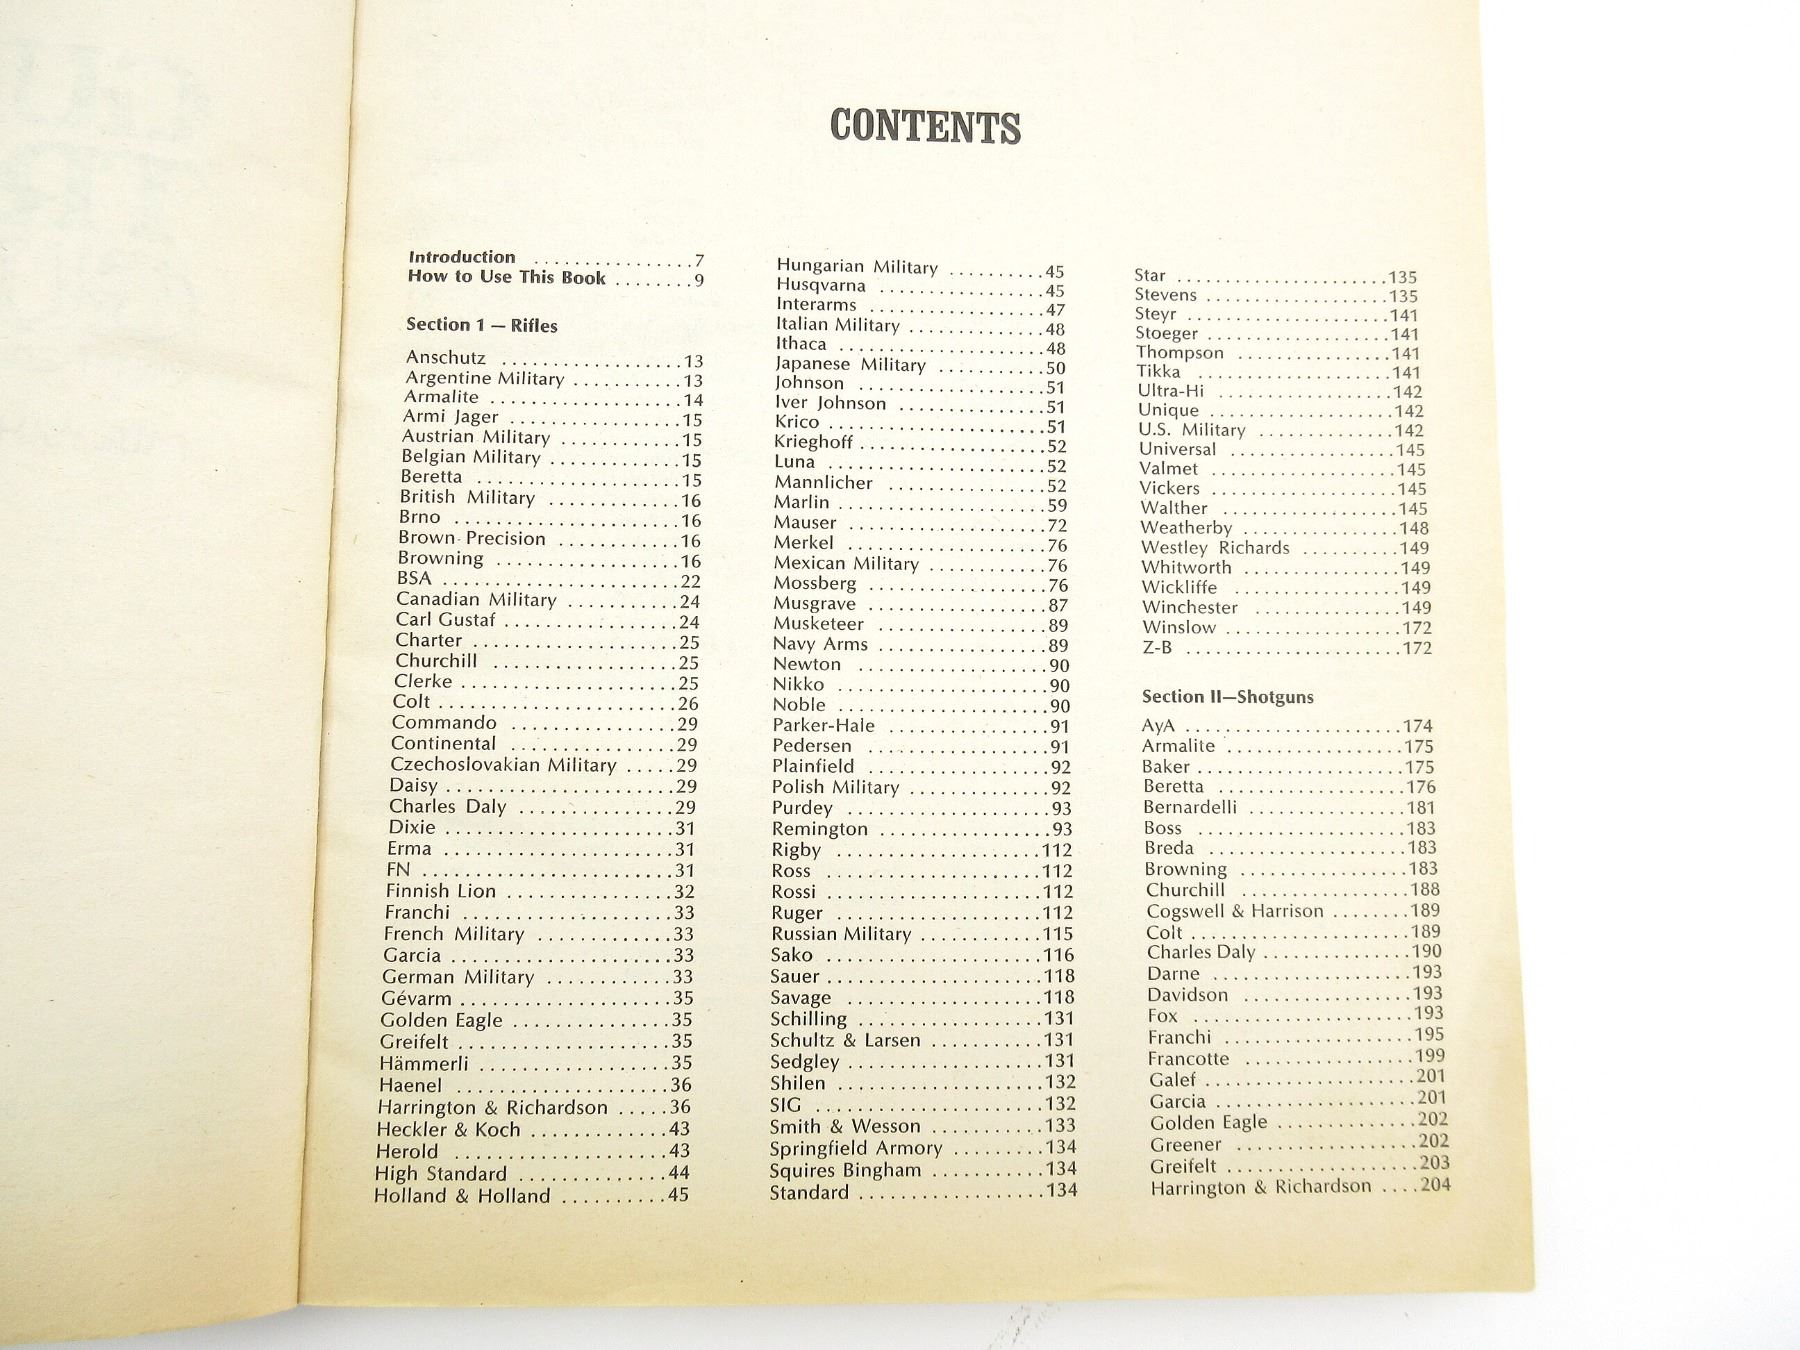 CONTENTS
Introduction ................7
How to Use This Book ........9
Section 1 — Rifles
Anschutz ..................13
Argentine Military ...........13
Armalite ...................14
Armi Jager ..................15
Austrian Military ............15
Belgian Military .............15
Beretta ....................15
British Military .............16
Brno ......................16
Brown Precision ............16
Browning ..................16
BSA .......................22
Canadian Military ...........24
Carl Gustaf .................24
Charter ....................25
Churchill ..................25
Clerke .....................25
Colt .......................26
Commando ................29
Continental ................29
Czechoslovakian Military .....29
Daisy ......................29
Charles Daly ...............29
Dixie ......................31
Erma ......................31
FN ........................31
Finnish Lion ................32
Franchi ....................33
French Military .............33
Garcia .....................33
German Military ............33
Gévarm ....................35
Golden Eagle ...............35
Greifelt ....................35
Hämmerli ..................35
Haenel ....................36
Harrington & Richardson .....36
Heckler & Koch .............43
Herold ....................43
High Standard ..............44
Holland & Holland ..........45
Hungarian Military ..........45
Husqvarna ................45
Interarms .................47
Italian Military .............48
Ithaca ....................48
Japanese Military ...........50
Johnson ..................51
Iver Johnson ..............51
Krico .....................51
Krieghoff ..................52
Luna .....................52
Mannlicher ...............52
Marlin ....................59
Mauser ...................72
Merkel ...................76
Mexican Military ...........76
Mossberg .................76
Musgrave .................87
Musketeer ................89
Navy Arms ................89
Newton ..................90
Nikko ....................90
Noble ....................90
Parker-Hale ................91
Pedersen .................91
Plainfield .................92
Polish Military .............92
Purdey ...................93
Remington ................93
Rigby ....................112
Ross .....................112
Rossi .....................112
Ruger ....................112
Russian Military ............115
Sako .....................116
Sauer .....................118
Savage ...................118
Schilling ..................131
Schultz & Larsen ...........131
Sedgley ...................131
Shilen ....................132
SIG ......................132
Smith & Wesson ...........133
Springfield Armory .........134
Squires Bingham ...........134
Standard ..................134
Star ......................135
Stevens ...................135
Steyr .....................141
Stoeger ...................141
Thompson ................141
Tikka ....................141
Ultra-Hi ..................142
Unique ...................142
U.S. Military ..............142
Universal .................145
Valmet ...................145
Vickers ...................145
Walther ..................145
Weatherby ................148
Westley Richards ..........149
Whitworth ................149
Wickliffe .................149
Winchester ...............149
Winslow ..................172
Z-B ......................172
Section II—Shotguns
AyA ......................174
Armalite ..................175
Baker .....................175
Beretta ...................176
Bernardelli ................181
Boss .....................183
Breda ....................183
Browning .................183
Churchill .................188
Cogswell & Harrison ........189
Colt ......................189
Charles Daly ...............190
Darne ....................193
Davidson .................193
Fox ......................193
Franchi ...................195
Francotte .................199
Galef .....................201
Garcia ....................201
Golden Eagle ..............202
Greener ..................202
Greifelt ...................203
Harrington & Richardson ....204